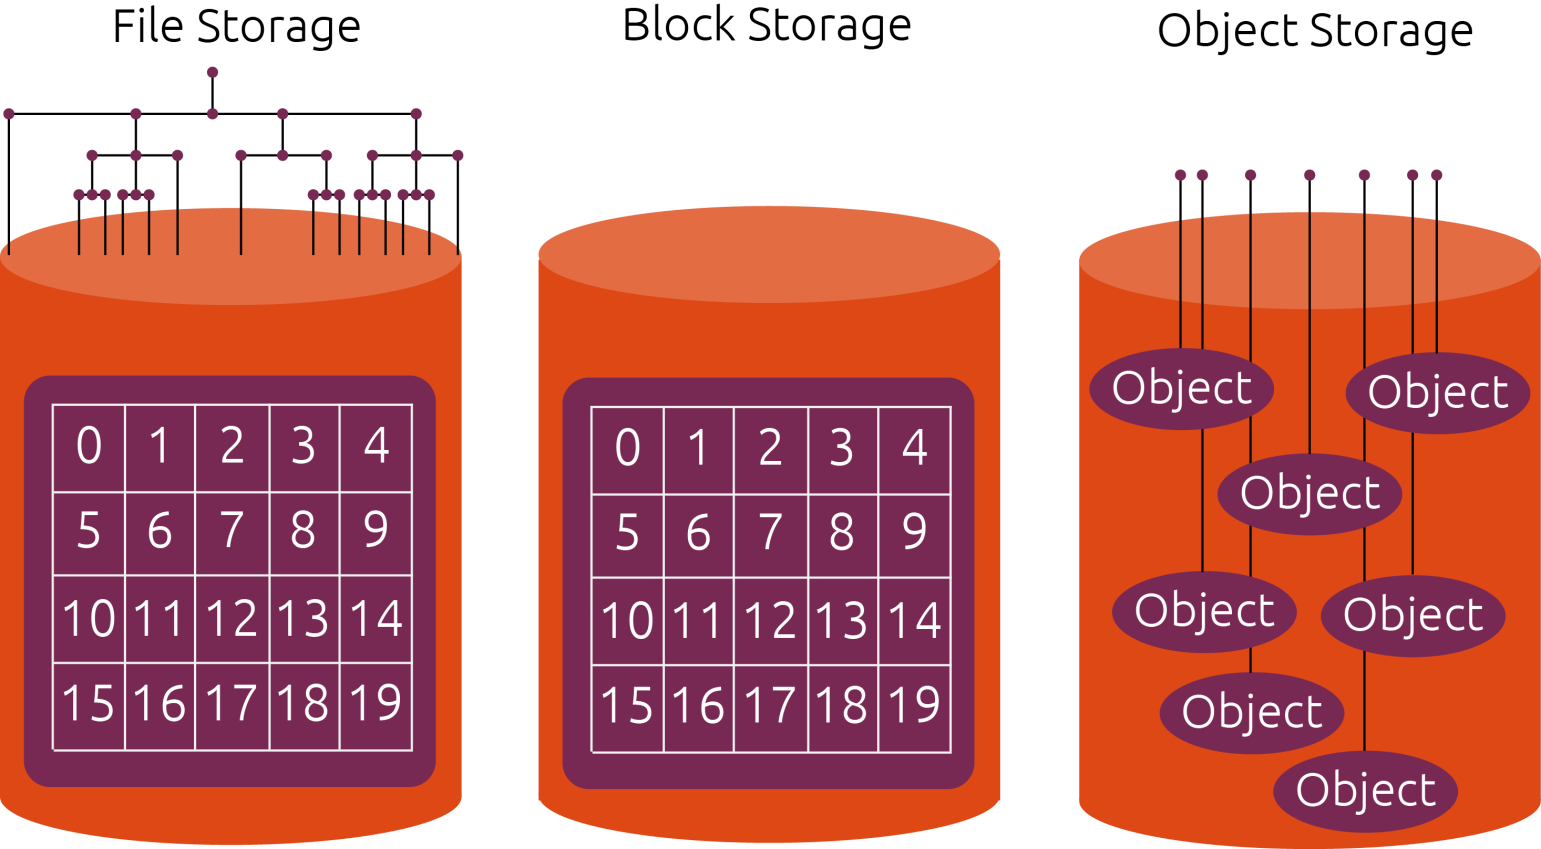 File Storage
Block Storage
Object Storage
0 1 2 3 4
5 6 7 8 9
10 11 12 13 14
15 16 17 18 19
0 1 2 3 4
5 6 7 8 9
10 11 12 13 14
15 16 17 18 19
Object
Object
Object
Object
Object
Object
Object